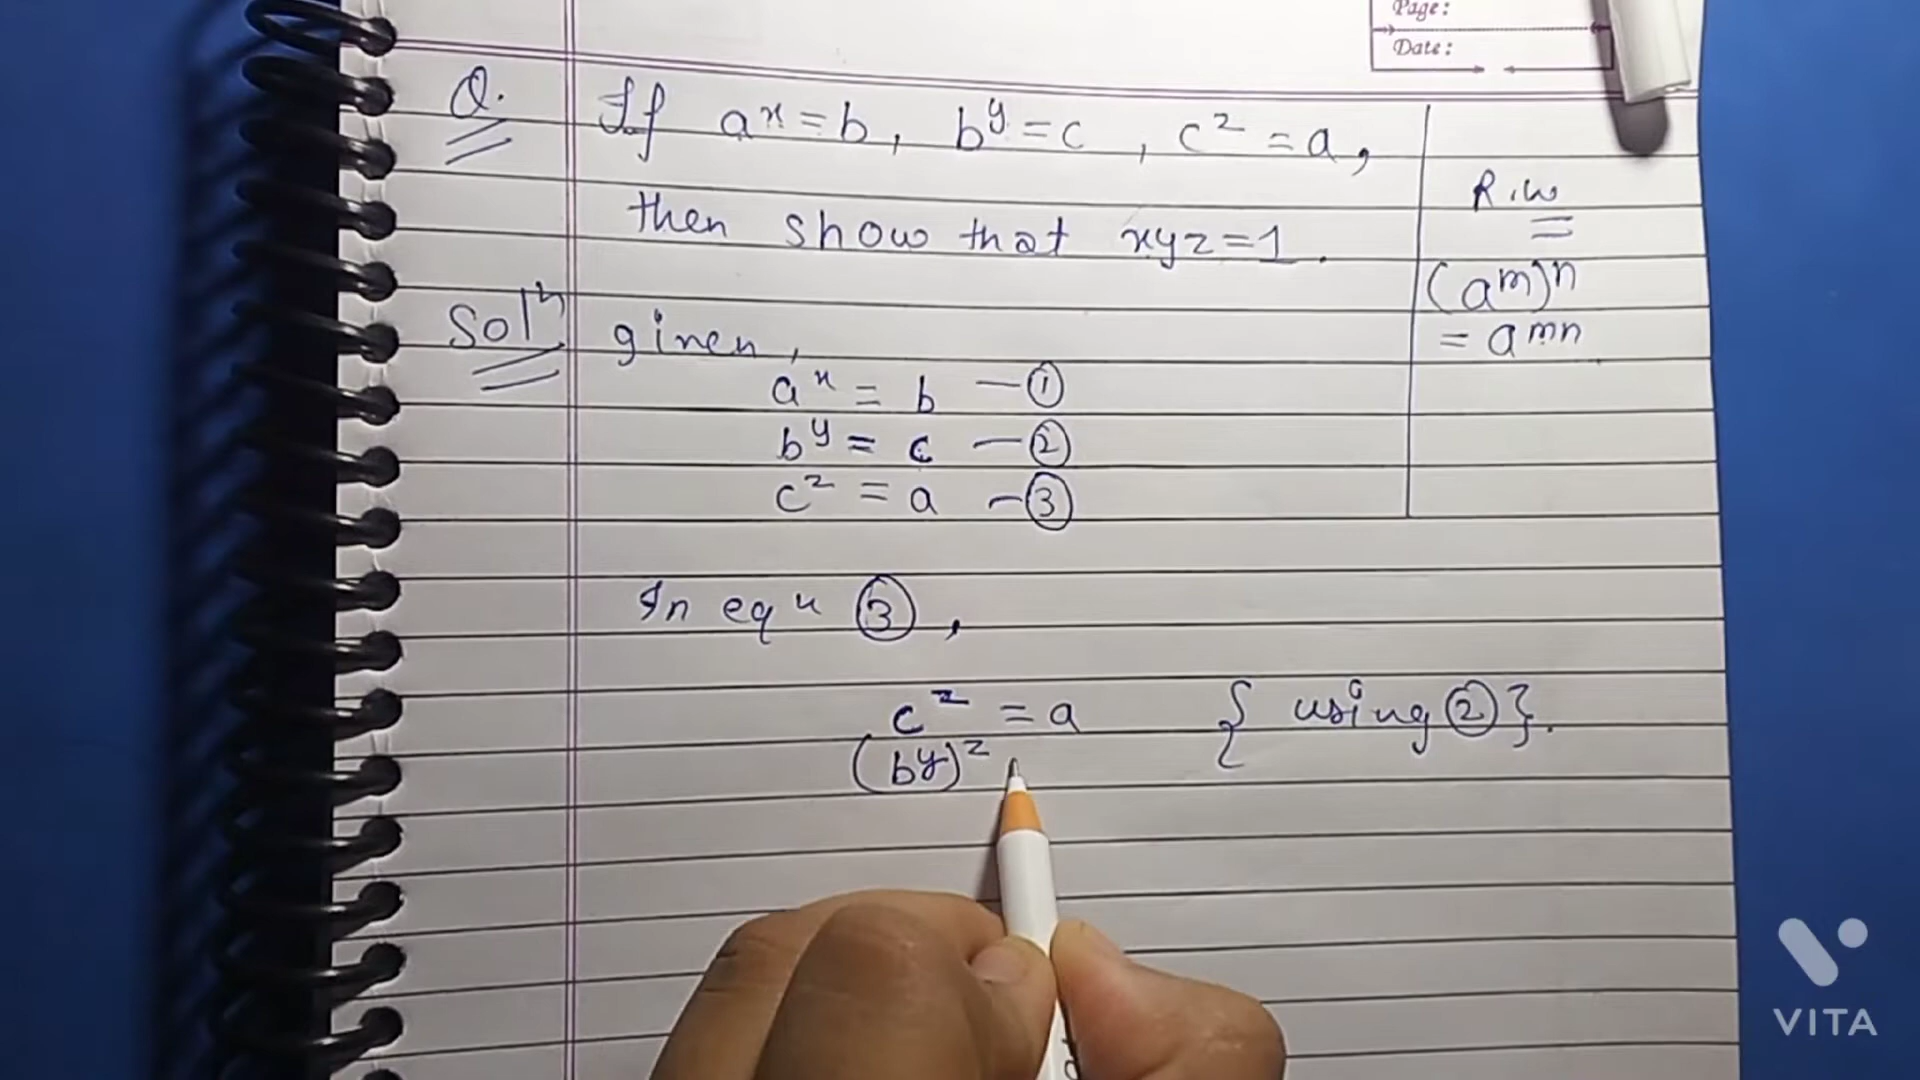 Page:
Date:
Q. If a^x = b, b^y = c, c^z = a,
then show that xyz = 1.
R.W
(a^m)^n
= a^mn
Sol^n given,
a^x = b — ①
b^y = c — ②
c^z = a — ③
In eq^n ③,
c^z = a { using ② }.
(b^y)^z
VITA